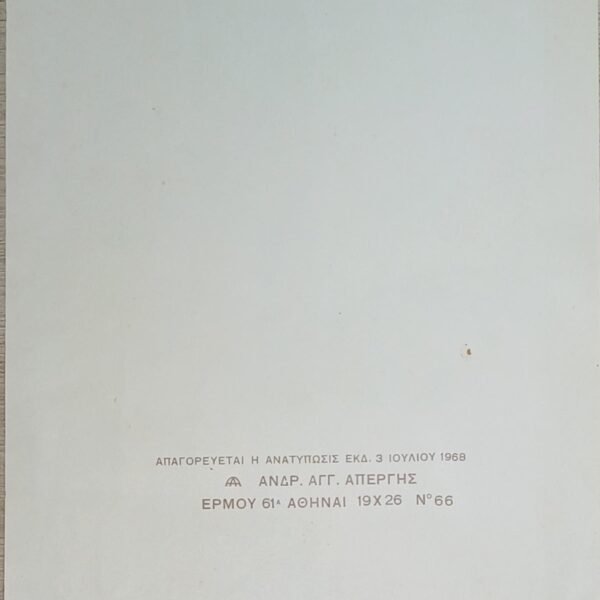 ΑΠΑΓΟΡΕΥΕΤΑΙ Η ΑΝΑΤΥΠΩΣΙΣ ΕΚΔ. 3 ΙΟΥΛΙΟΥ 1968
ΑΝΔΡ. ΑΓΓ. ΑΠΕΡΓΗΣ
ΕΡΜΟΥ 61Α ΑΘΗΝΑΙ 19Χ26 Ν°66